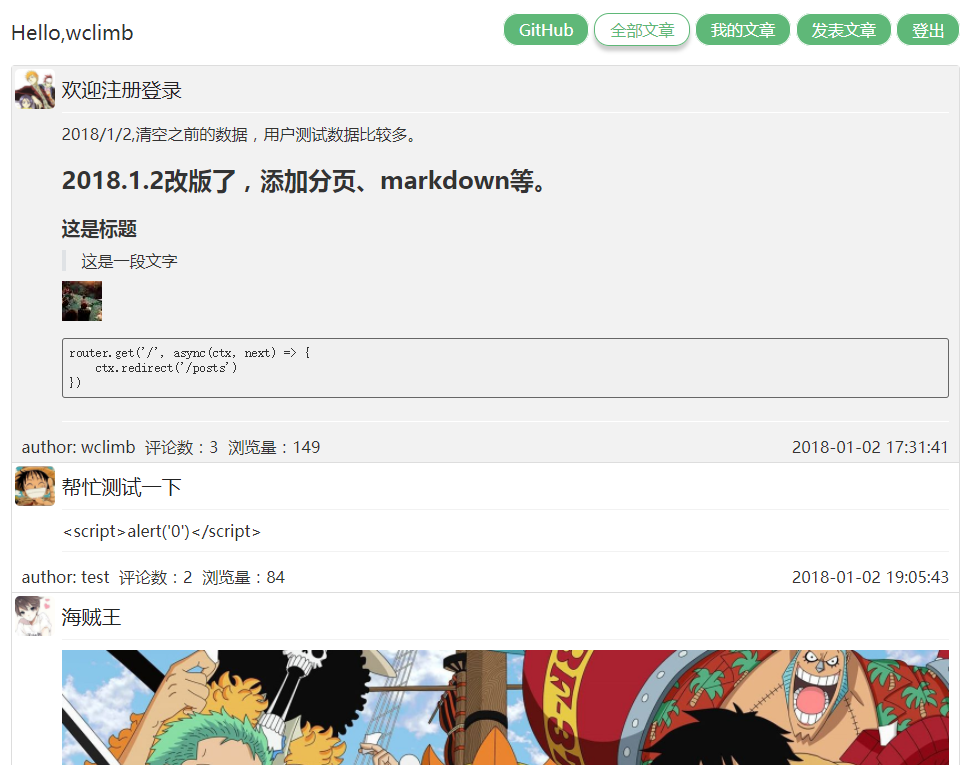 Hello,wclimb
GitHub 全部文章 我的文章 发表文章 登出
欢迎注册登录
2018/1/2,清空之前的数据，用户测试数据比较多。
2018.1.2改版了，添加分页、markdown等。
这是标题
这是一段文字
router.get('/', async(ctx, next) => {
    ctx.redirect('/posts')
})
author: wclimb 评论数：3 浏览量：149 2018-01-02 17:31:41
帮忙测试一下
<script>alert('0')</script>
author: test 评论数：2 浏览量：84 2018-01-02 19:05:43
海贼王